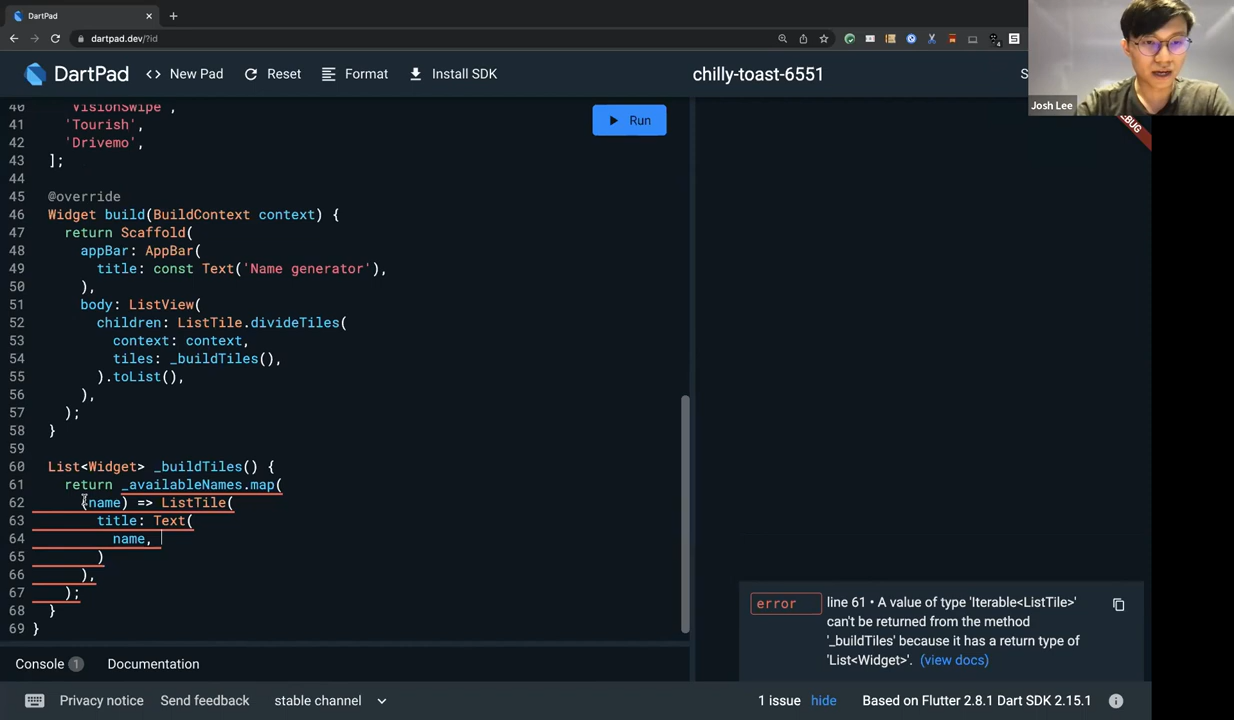 DartPad
dartpad.dev/?id
DartPad
<> New Pad
Reset
Format
Install SDK
chilly-toast-6551
S
Josh Lee
BUG
Run
40 'VisionSwipe',
41 'Tourish',
42 'Drivemo',
43 ];
44
45 @override
46 Widget build(BuildContext context) {
47 return Scaffold(
48 appBar: AppBar(
49 title: const Text('Name generator'),
50 ),
51 body: ListView(
52 children: ListTile.divideTiles(
53 context: context,
54 tiles: _buildTiles(),
55 ).toList(),
56 ),
57 );
58 }
59
60 List<Widget> _buildTiles() {
61 return _availableNames.map(
62 (name) => ListTile(
63 title: Text(
64 name,
65 )
66 ),
67 );
68 }
69 }
error
line 61 • A value of type 'Iterable<ListTile>'
can't be returned from the method
'_buildTiles' because it has a return type of
'List<Widget>'. (view docs)
Console 1
Documentation
Privacy notice
Send feedback
stable channel
1 issue hide
Based on Flutter 2.8.1 Dart SDK 2.15.1